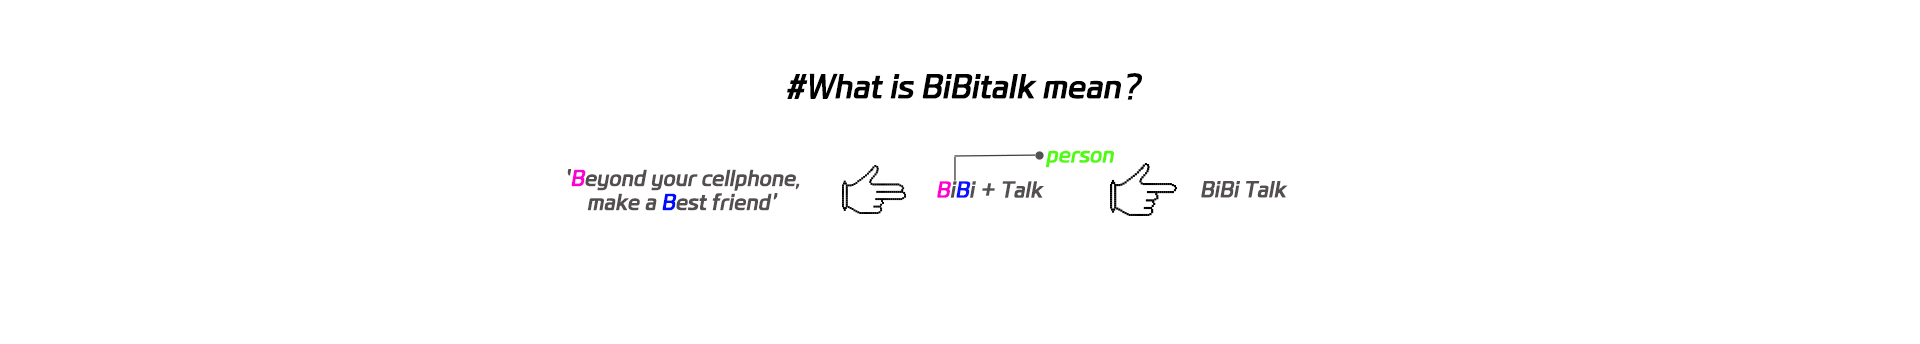 #What is BiBitalk mean?
person
'Beyond your cellphone,
make a Best friend'
BiBi + Talk
BiBi Talk